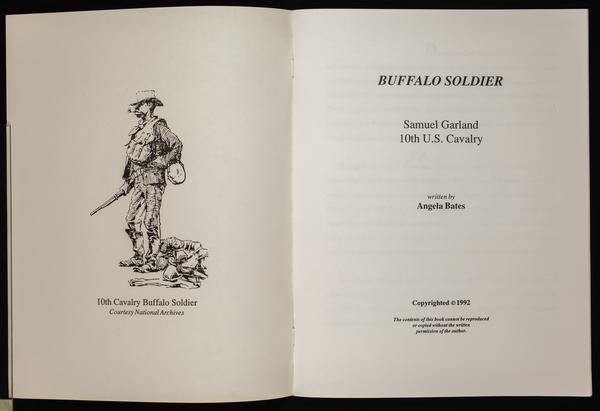 10th Cavalry Buffalo Soldier
Courtesy National Archives
BUFFALO SOLDIER
Samuel Garland
10th U.S. Cavalry
written by
Angela Bates
Copyrighted © 1992
The contents of this book cannot be reproduced
or copied without the written
permission of the author.